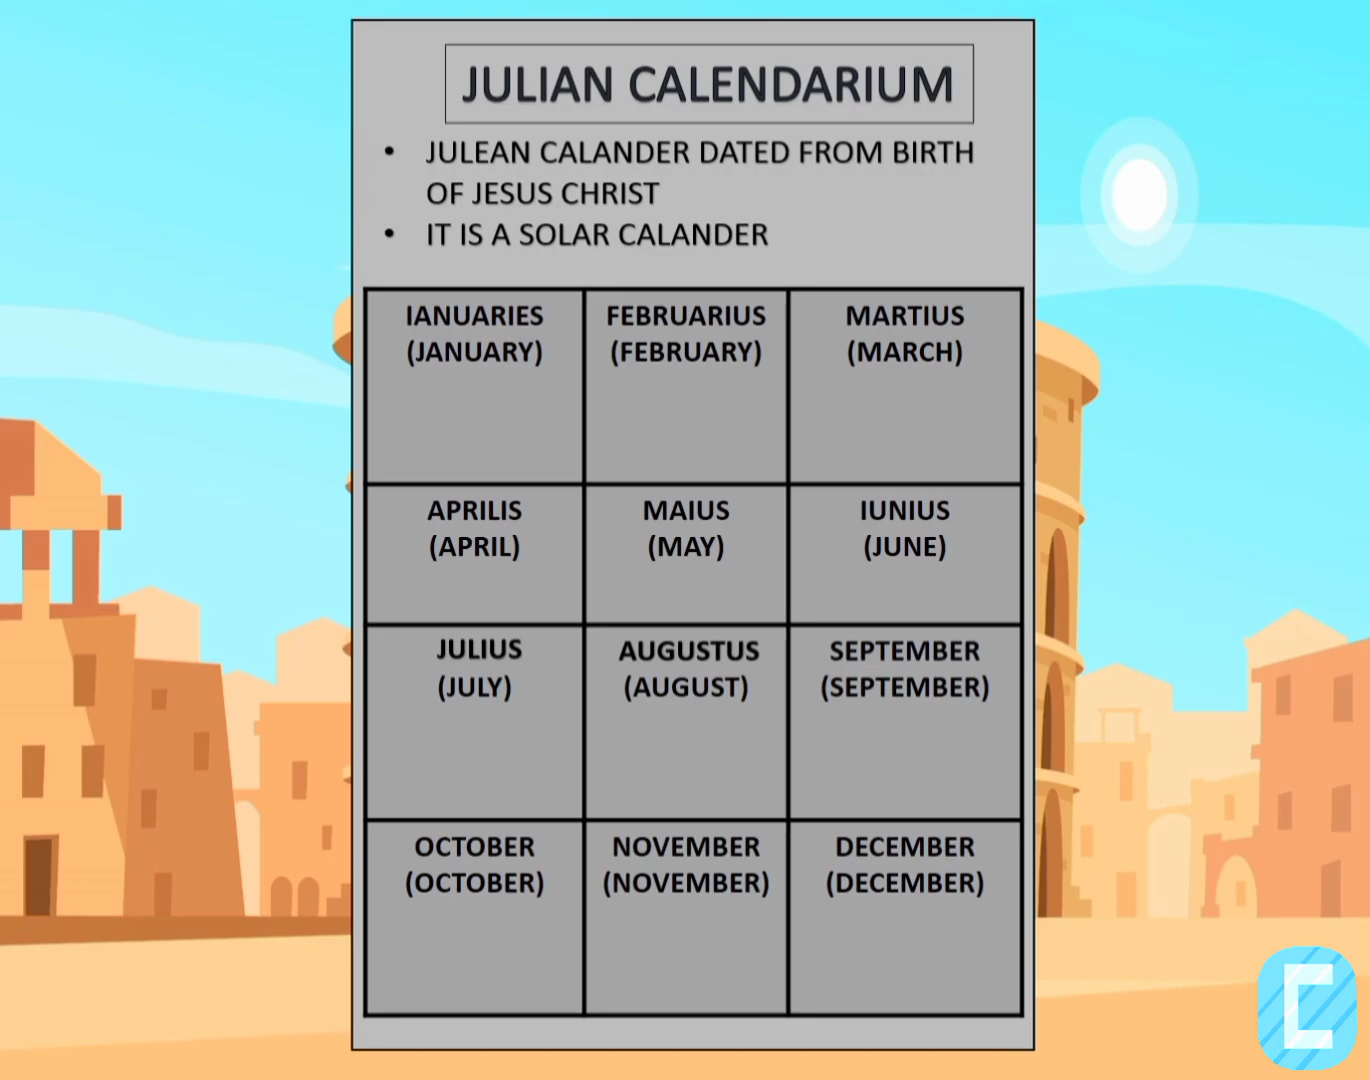 JULIAN CALENDARIUM
• JULEAN CALANDER DATED FROM BIRTH
OF JESUS CHRIST
• IT IS A SOLAR CALANDER
IANUARIES
(JANUARY)
FEBRUARIUS
(FEBRUARY)
MARTIUS
(MARCH)
APRILIS
(APRIL)
MAIUS
(MAY)
IUNIUS
(JUNE)
JULIUS
(JULY)
AUGUSTUS
(AUGUST)
SEPTEMBER
(SEPTEMBER)
OCTOBER
(OCTOBER)
NOVEMBER
(NOVEMBER)
DECEMBER
(DECEMBER)
C